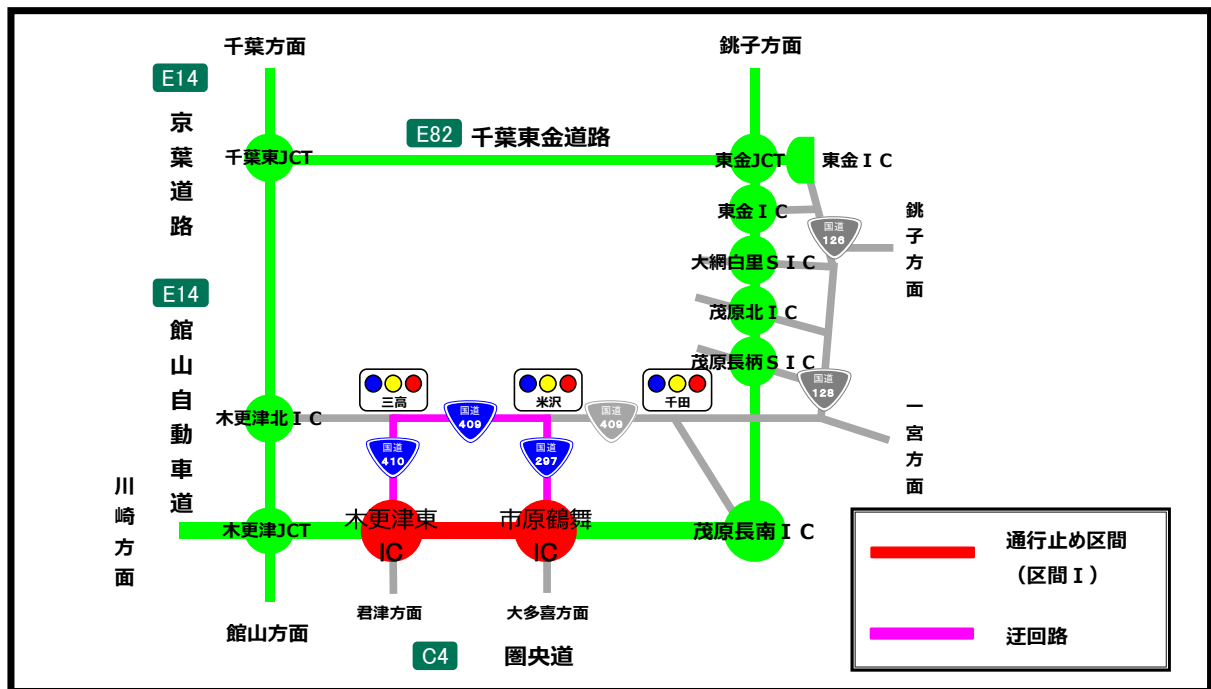 千葉方面
銚子方面
E14
京葉道路
E82 千葉東金道路
千葉東JCT
東金JCT
東金ＩＣ
東金ＩＣ
国道
126
銚子方面
大網白里ＳＩＣ
E14
館山自動車道
茂原北ＩＣ
茂原長柄ＳＩＣ
国道
128
三高
米沢
千田
木更津北ＩＣ
国道
409
国道
409
一宮方面
国道
410
国道
297
川崎方面
木更津JCT
木更津東
IC
市原鶴舞
IC
茂原長南ＩＣ
通行止め区間
（区間Ⅰ）
君津方面
大多喜方面
館山方面
迂回路
C4 圏央道